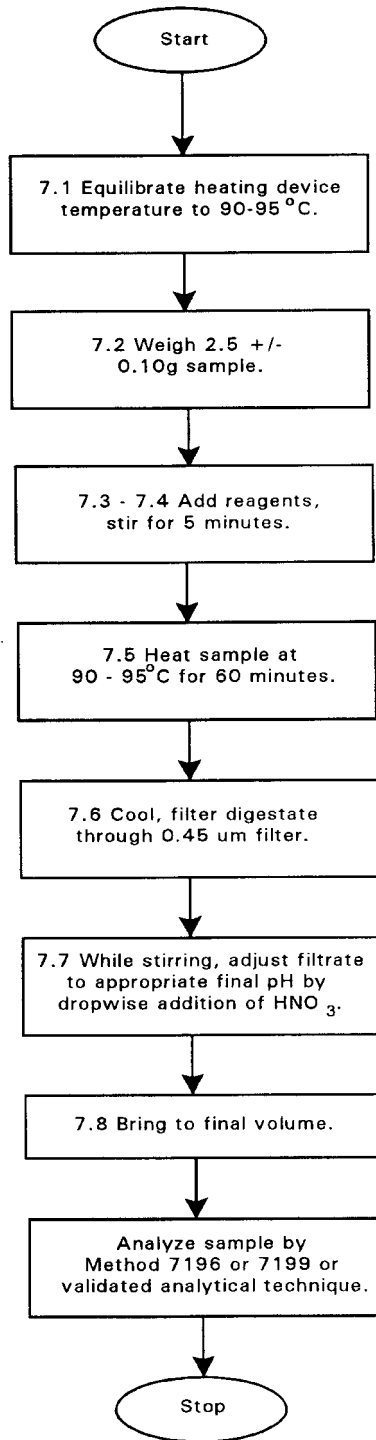 Start
7.1 Equilibrate heating device
temperature to 90-95°C.
7.2 Weigh 2.5 +/-
0.10g sample.
7.3 - 7.4 Add reagents,
stir for 5 minutes.
7.5 Heat sample at
90 - 95°C for 60 minutes.
7.6 Cool, filter digestate
through 0.45 um filter.
7.7 While stirring, adjust filtrate
to appropriate final pH by
dropwise addition of HNO3.
7.8 Bring to final volume.
Analyze sample by
Method 7196 or 7199 or
validated analytical technique.
Stop